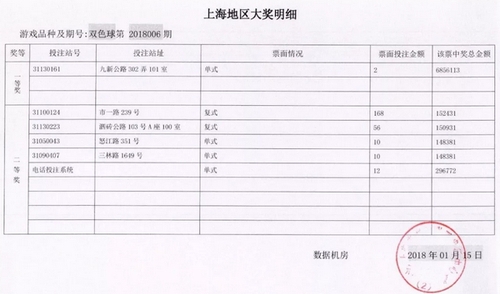 上海地区大奖明细
游戏品种及期号:双色球第 2018006 期
奖等 投注站号 投注站址 票面情况 票面投注金额 该票中奖总金额
一等奖 31130161 九新公路 302 弄 101 室 单式 2 6856113
二等奖 31100124 市一路 239 号 复式 168 152431
31130223 泗砖公路 103 号 A 座 100 室 复式 56 150931
31050043 怒江路 351 号 单式 10 148381
31090407 三林路 1649 号 单式 10 148381
电话投注系统 单式 12 296772
数据机房 2018 年 01 月 15 日
(2)